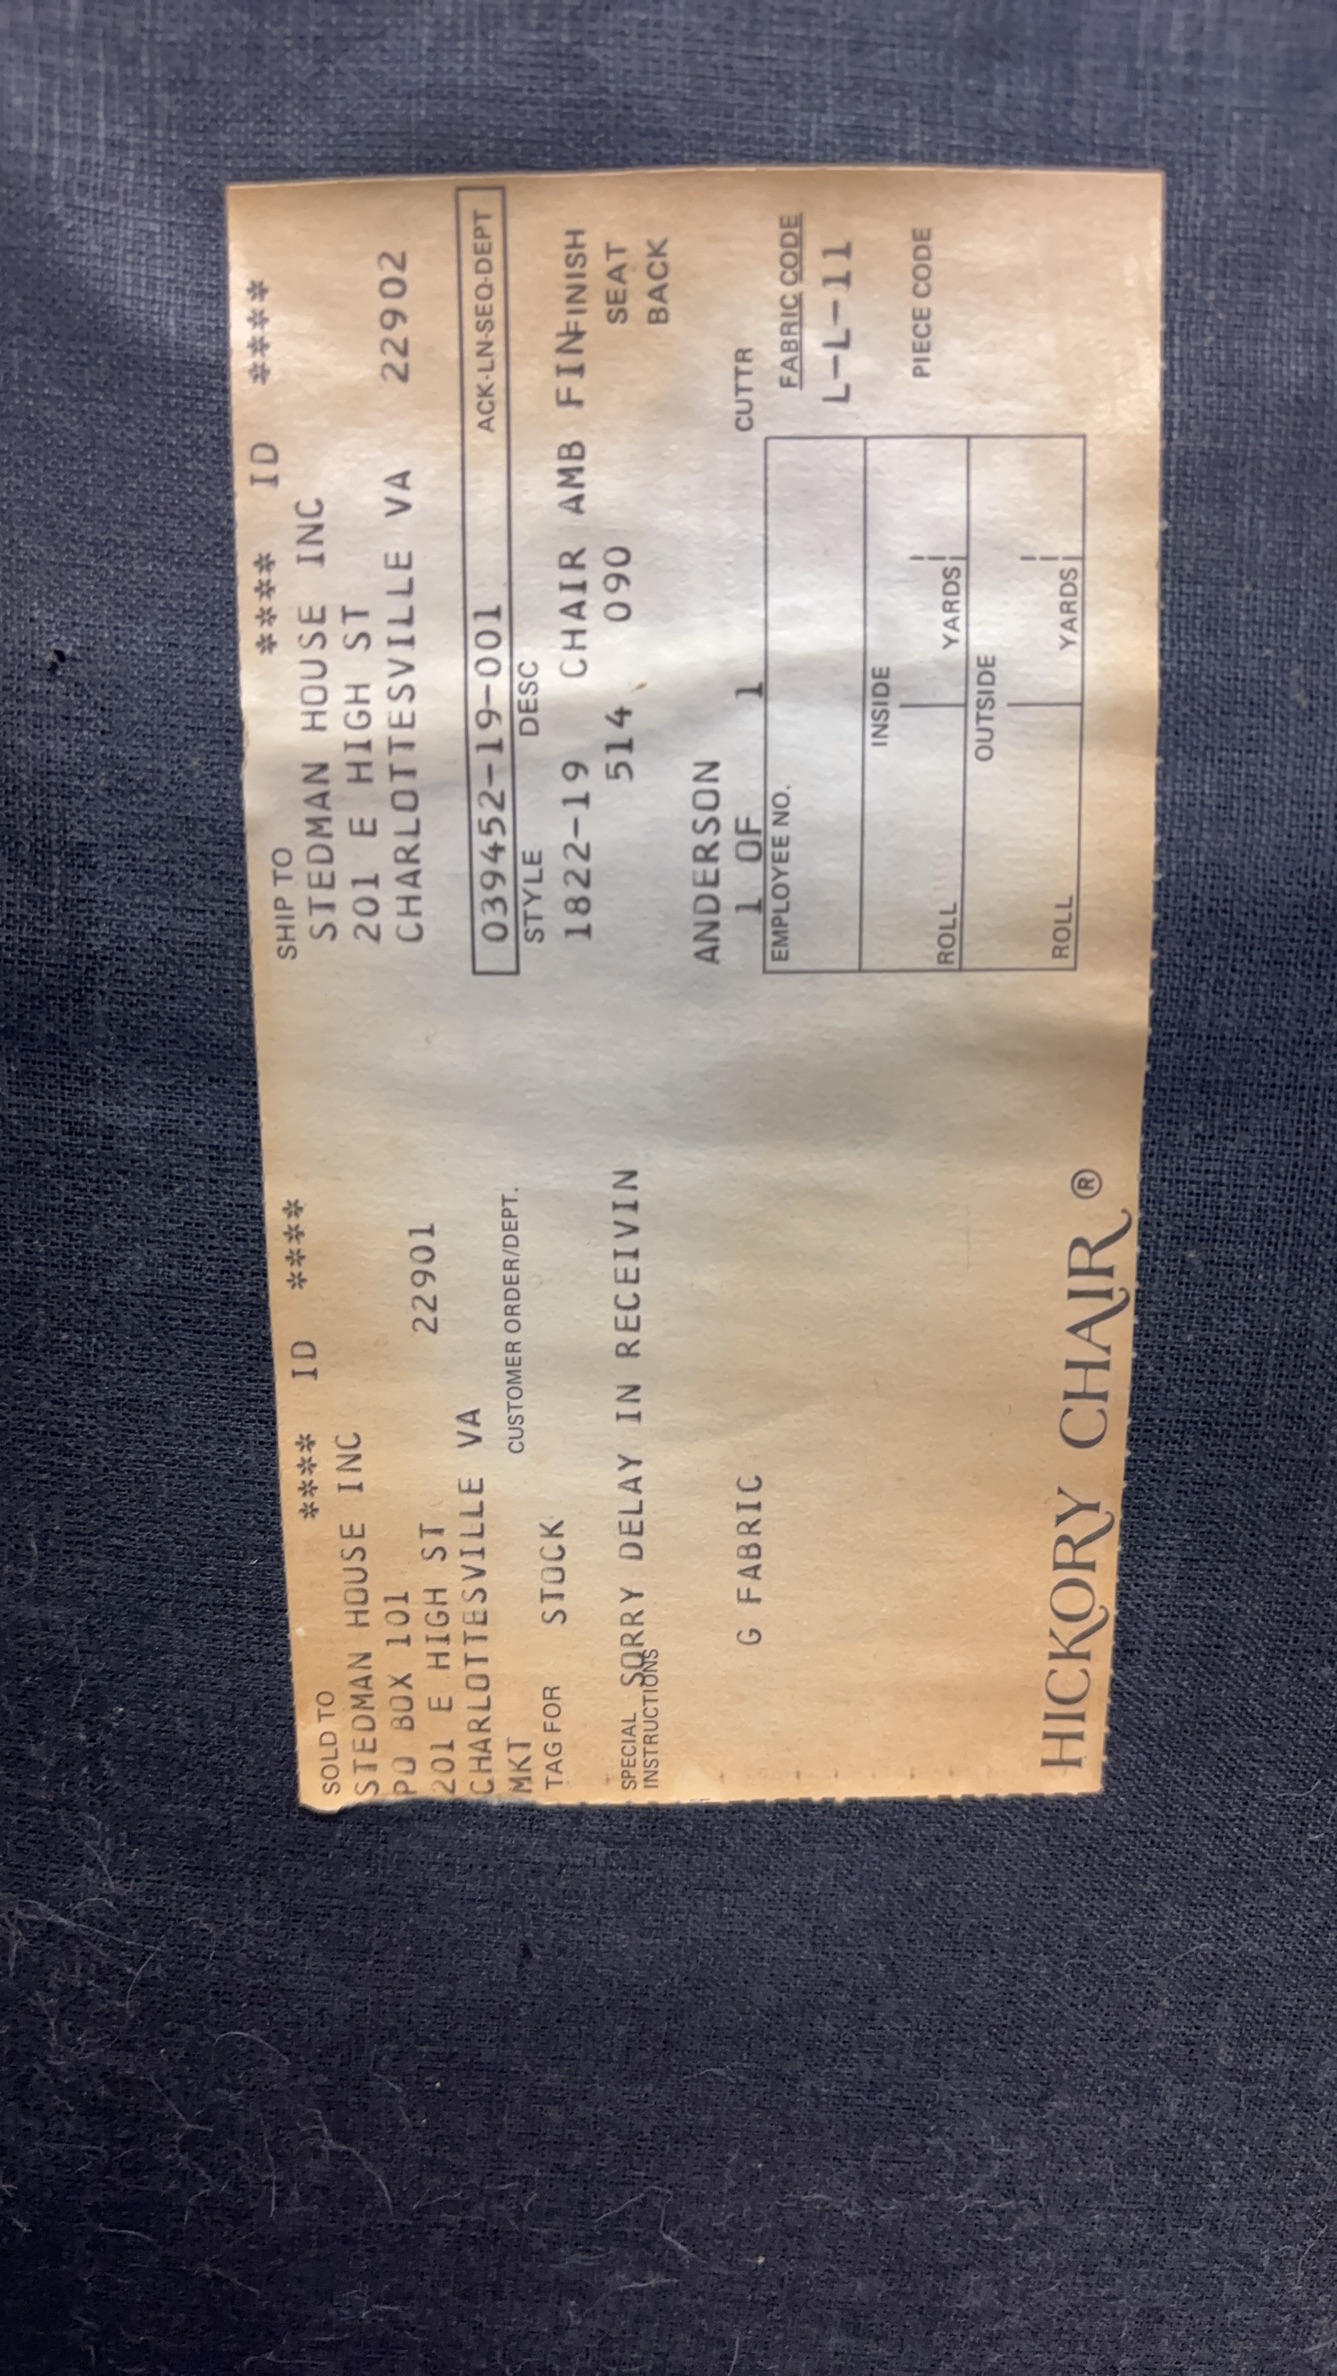 **** ID ****
SOLD TO
STEDMAN HOUSE INC
PO BOX 101
201 E HIGH ST 22901
CHARLOTTESVILLE VA
MKT CUSTOMER ORDER/DEPT.
TAG FOR STOCK
SPECIAL INSTRUCTIONS SORRY DELAY IN RECEIVIN
G FABRIC
HICKORY CHAIR ®
**** ID ****
SHIP TO
STEDMAN HOUSE INC
201 E HIGH ST
CHARLOTTESVILLE VA 22902
039452-19-001 ACK-LN-SEQ-DEPT
STYLE DESC
1822-19 CHAIR AMB FIN FINISH
514 090 SEAT
BACK
ANDERSON
1 OF 1 CUTTR
EMPLOYEE NO. FABRIC CODE
L-L-11
INSIDE
PIECE CODE
ROLL YARDS
OUTSIDE
ROLL YARDS